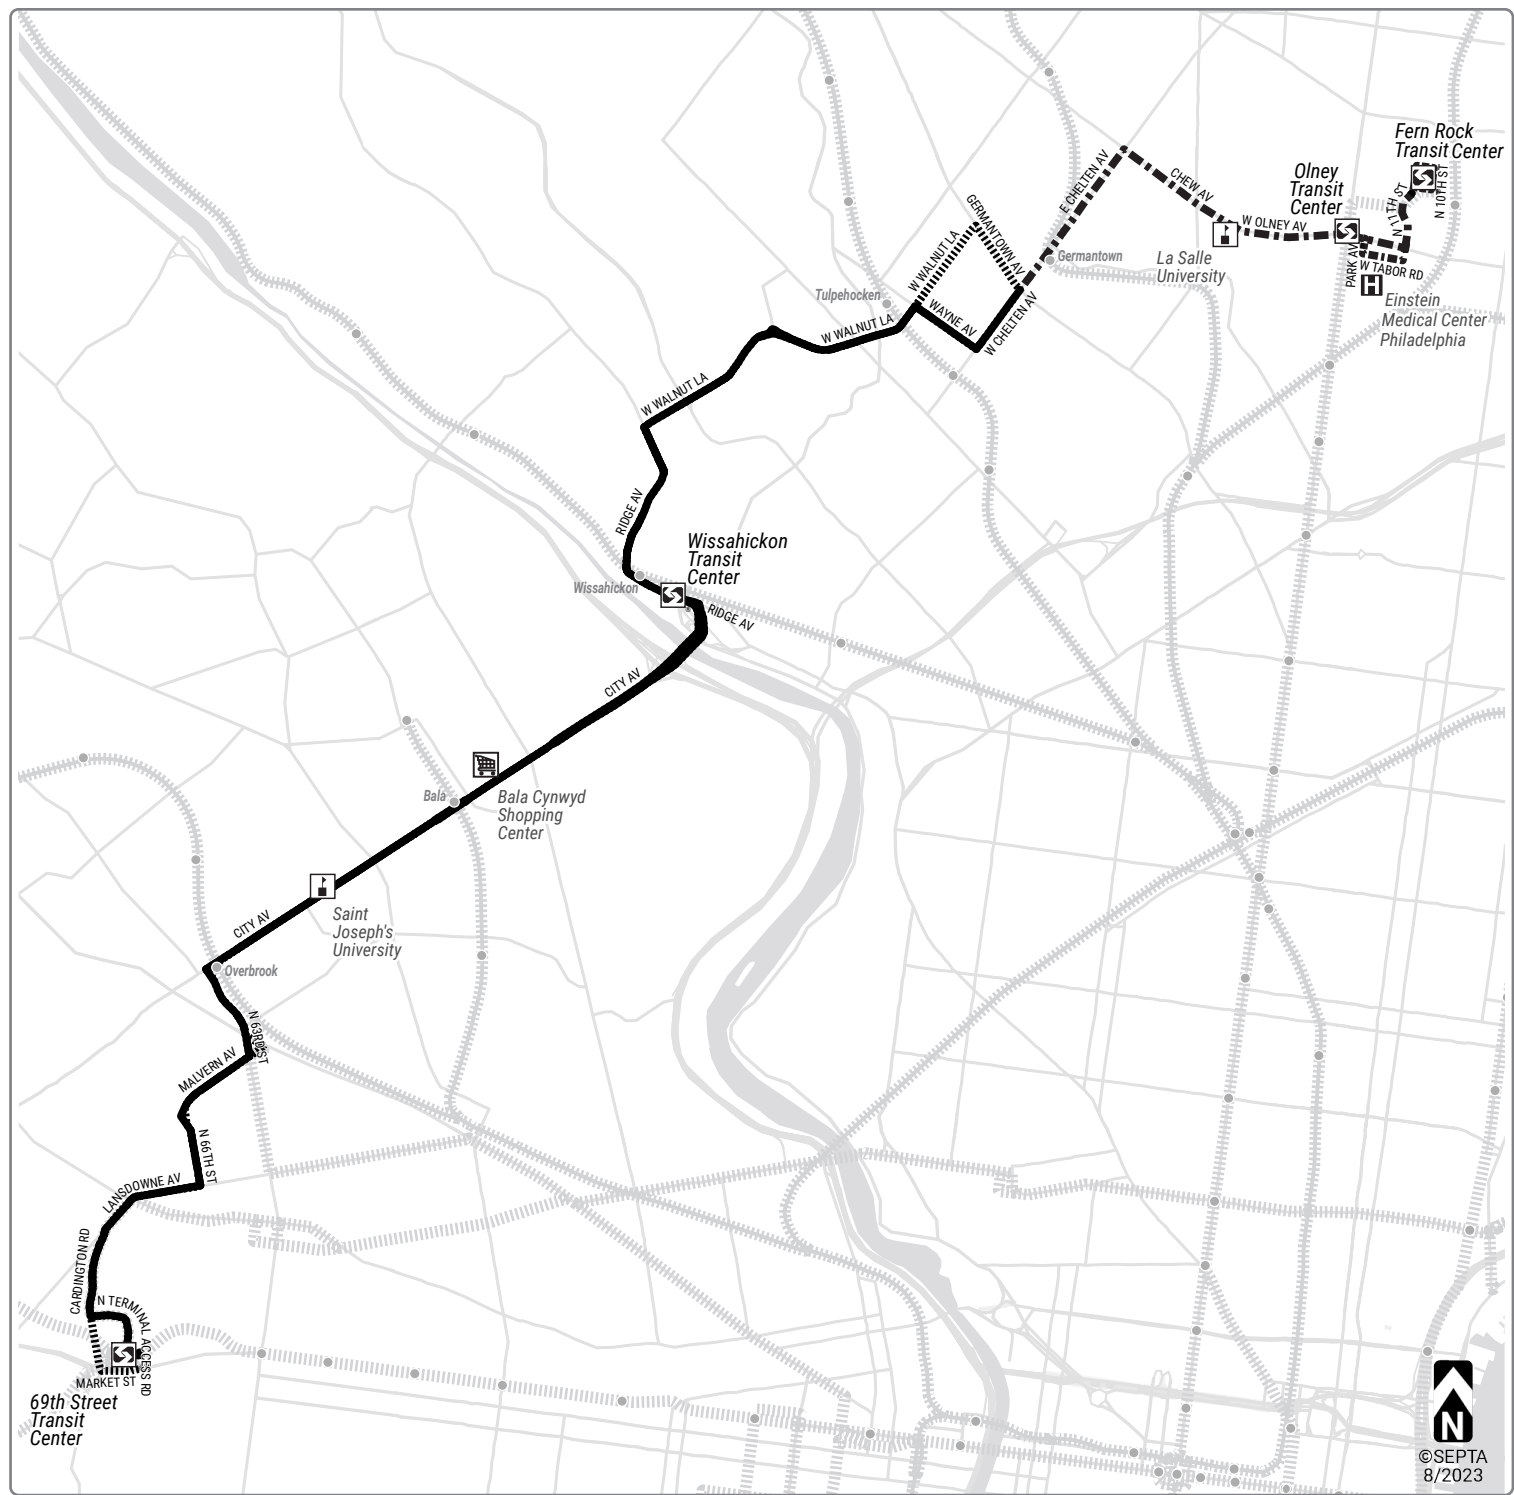 Fern Rock
Transit Center
Olney
Transit
Center
E CHELTEN AV
CHEW AV
N 11TH ST
N 10TH ST
W OLNEY AV
GERMANTOWN AV
W WALNUT LA
Germantown
La Salle
University
PARK AV
W TABOR RD
H
Einstein
Medical Center
Philadelphia
Tulpehocken
WAYNE AV
W CHELTEN AV
W WALNUT LA
W WALNUT LA
RIDGE AV
Wissahickon
Transit
Center
Wissahickon
RIDGE AV
CITY AV
Bala
Bala Cynwyd
Shopping
Center
Saint
Joseph's
University
CITY AV
Overbrook
N 63RD ST
MALVERN AV
N 66TH ST
LANSDOWNE AV
CARDINGTON RD
N TERMINAL ACCESS RD
MARKET ST
69th Street
Transit
Center
N
©SEPTA
8/2023